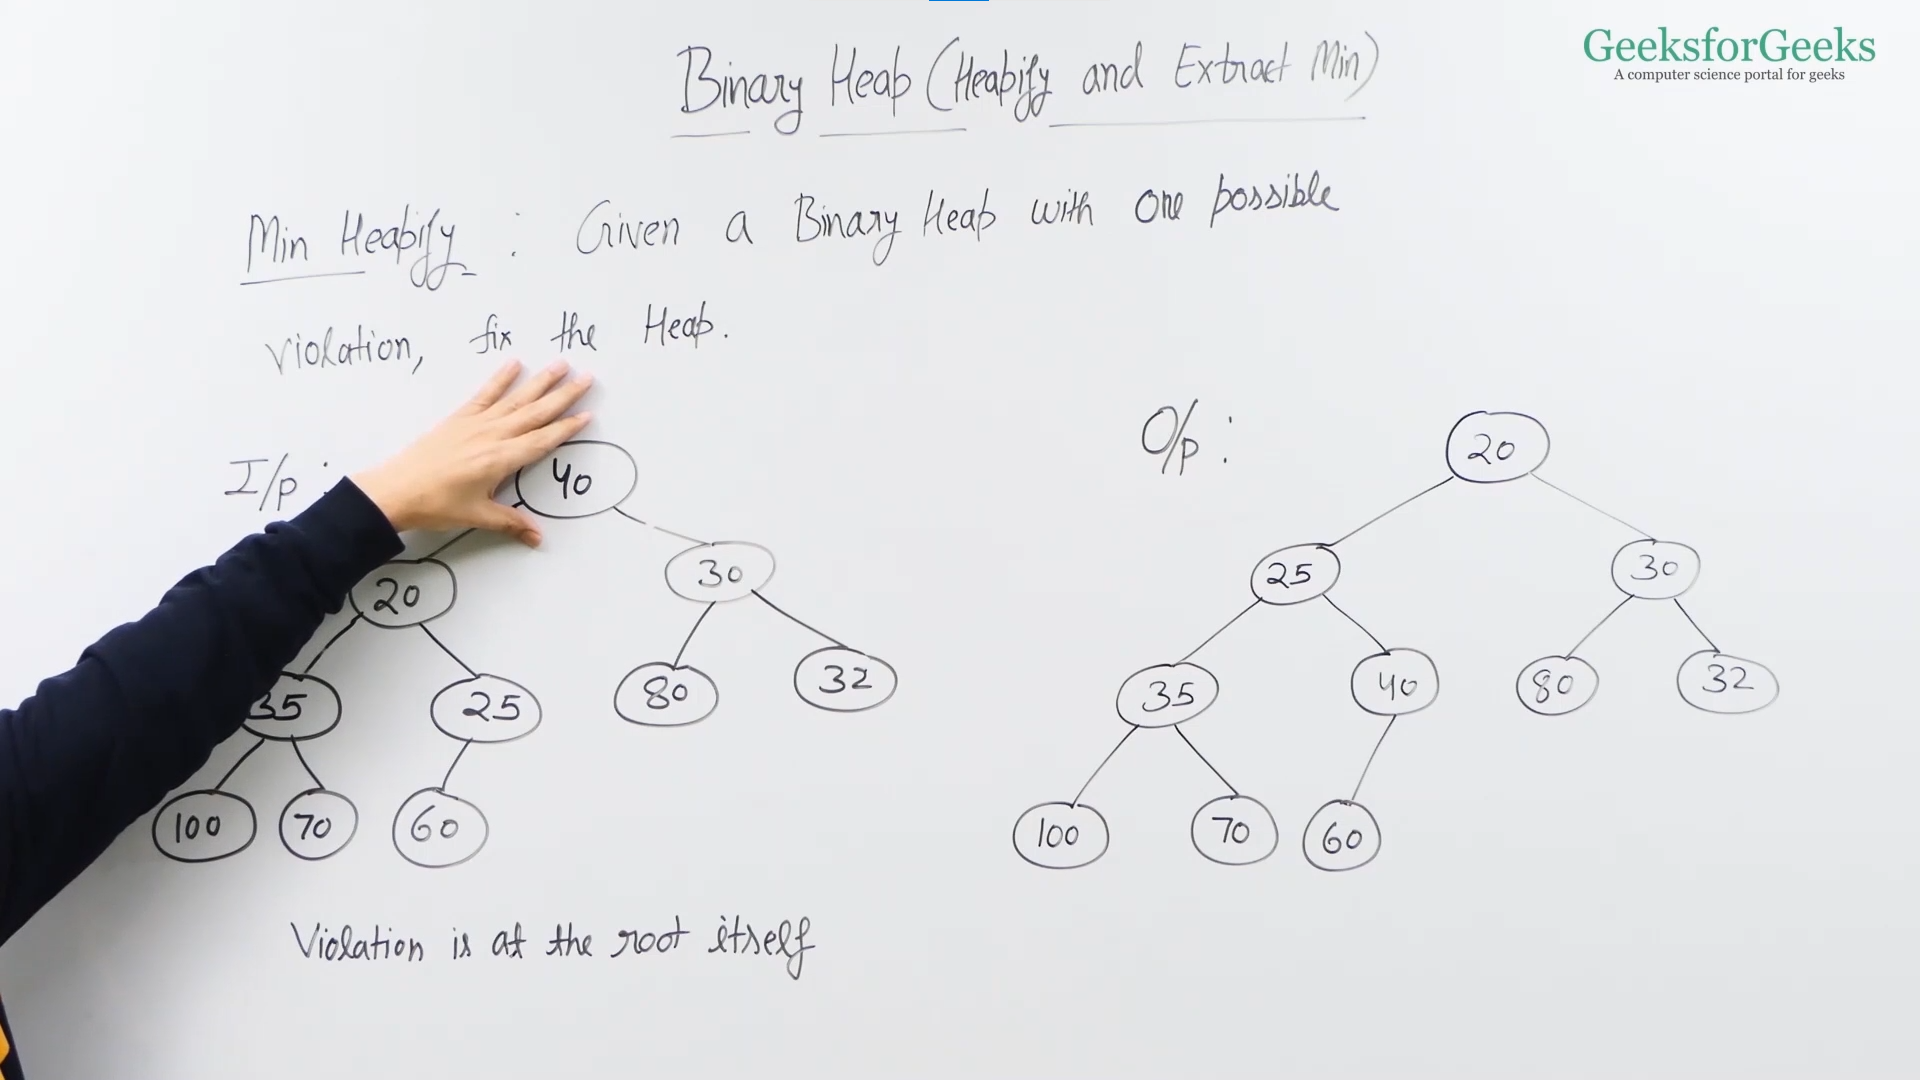 GeeksforGeeks
A computer science portal for geeks
Binary Heap (Heapify and Extract Min)
Min Heapify : Given a Binary Heap with one possible
violation, fix the Heap.
I/p :
40
20
30
35
25
80
32
100
70
60
Violation is at the root itself
O/p :
20
25
30
35
40
80
32
100
70
60